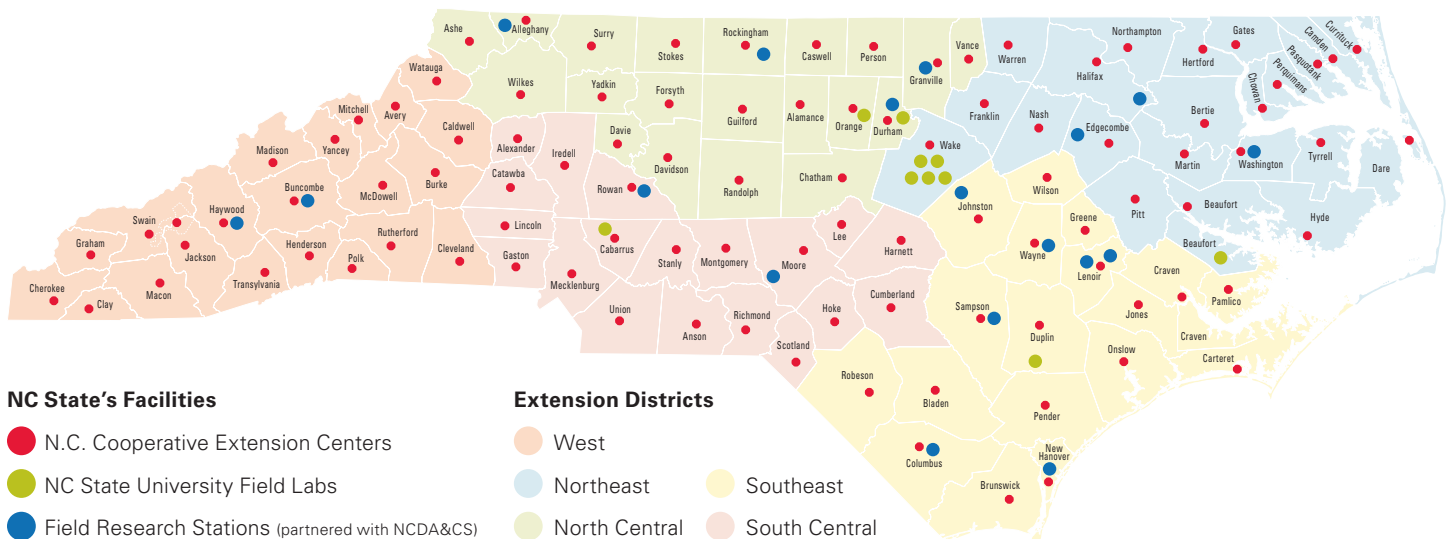 Ashe
Alleghany
Surry
Stokes
Rockingham
Caswell
Person
Granville
Vance
Warren
Northampton
Halifax
Hertford
Gates
Currituck
Camden
Pasquotank
Perquimans
Chowan
Watauga
Wilkes
Yadkin
Forsyth
Guilford
Alamance
Orange
Durham
Franklin
Nash
Edgecombe
Bertie
Martin
Washington
Tyrrell
Dare
Mitchell
Avery
Caldwell
Alexander
Iredell
Davie
Davidson
Randolph
Chatham
Wake
Madison
Yancey
Buncombe
McDowell
Burke
Catawba
Rowan
Johnston
Wilson
Greene
Pitt
Beaufort
Hyde
Swain
Haywood
Graham
Jackson
Henderson
Rutherford
Polk
Cleveland
Lincoln
Gaston
Cabarrus
Stanly
Montgomery
Moore
Lee
Harnett
Wayne
Lenoir
Craven
Beaufort
Pamlico
Cherokee
Clay
Macon
Transylvania
Mecklenburg
Union
Anson
Richmond
Scotland
Hoke
Cumberland
Sampson
Duplin
Jones
Craven
Onslow
Carteret
Robeson
Bladen
Pender
Columbus
New
Hanover
Brunswick
NC State's Facilities
N.C. Cooperative Extension Centers
NC State University Field Labs
Field Research Stations (partnered with NCDA&CS)
Extension Districts
West
Northeast
North Central
Southeast
South Central